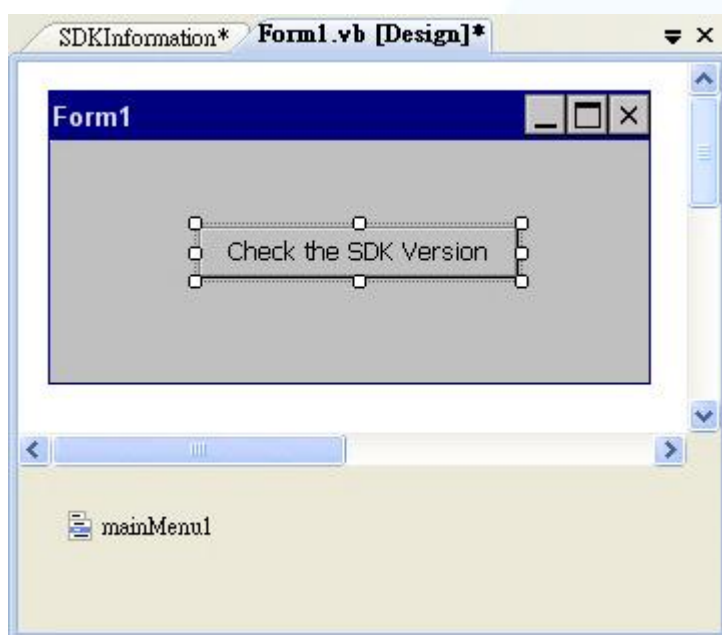 SDKInformation* Form1.vb [Design]*
Form1
Check the SDK Version
mainMenu1